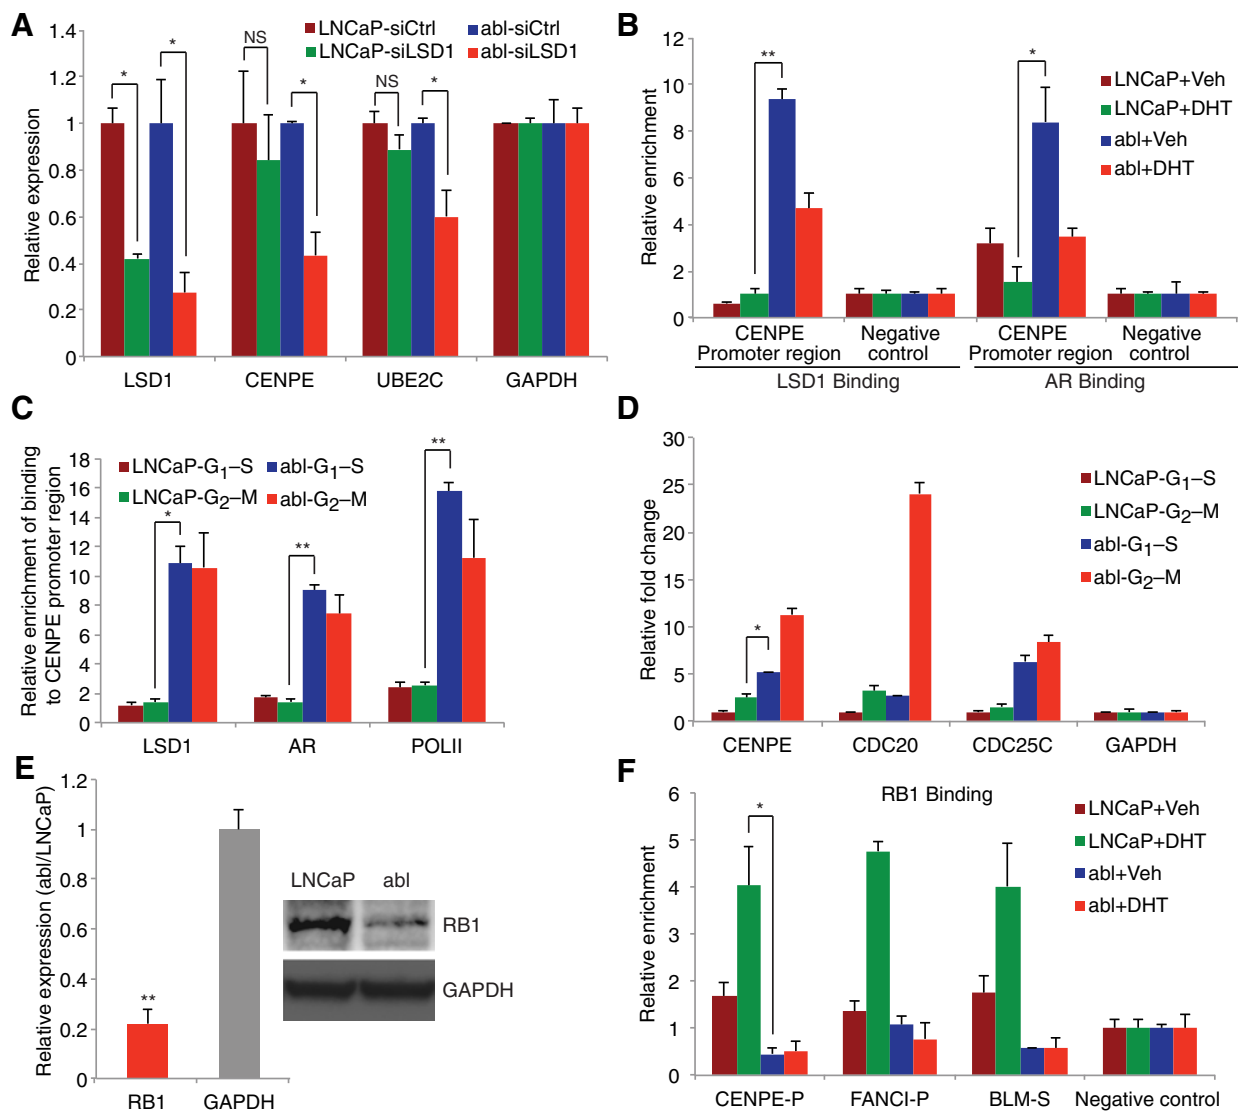 A
LNCaP-siCtrl
abl-siCtrl
LNCaP-siLSD1
abl-siLSD1
Relative expression
1.4
1.2
1
0.8
0.6
0.4
0.2
0
*
*
NS
*
NS
*
LSD1
CENPE
UBE2C
GAPDH
B
LNCaP+Veh
LNCaP+DHT
abl+Veh
abl+DHT
Relative enrichment
12
10
8
6
4
2
0
**
*
CENPE
Promoter region
Negative
control
CENPE
Promoter region
Negative
control
LSD1 Binding
AR Binding
C
LNCaP-G1–S
abl-G1–S
LNCaP-G2–M
abl-G2–M
Relative enrichment of binding
to CENPE promoter region
18
16
14
12
10
8
6
4
2
0
*
**
**
LSD1
AR
POLII
D
LNCaP-G1–S
LNCaP-G2–M
abl-G1–S
abl-G2–M
Relative fold change
30
25
20
15
10
5
0
*
CENPE
CDC20
CDC25C
GAPDH
E
Relative expression (abl/LNCaP)
1.2
1
0.8
0.6
0.4
0.2
0
**
RB1
GAPDH
LNCaP
abl
RB1
GAPDH
F
RB1 Binding
LNCaP+Veh
LNCaP+DHT
abl+Veh
abl+DHT
Relative enrichment
6
5
4
3
2
1
0
*
CENPE-P
FANCI-P
BLM-S
Negative control